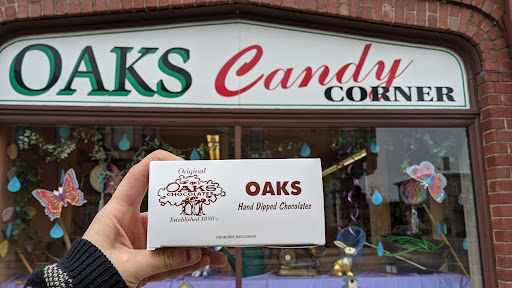 OAKS Candy
CORNER
Original
OAKS
CHOCOLATES
Established 1890
OAKS
Hand Dipped Chocolates